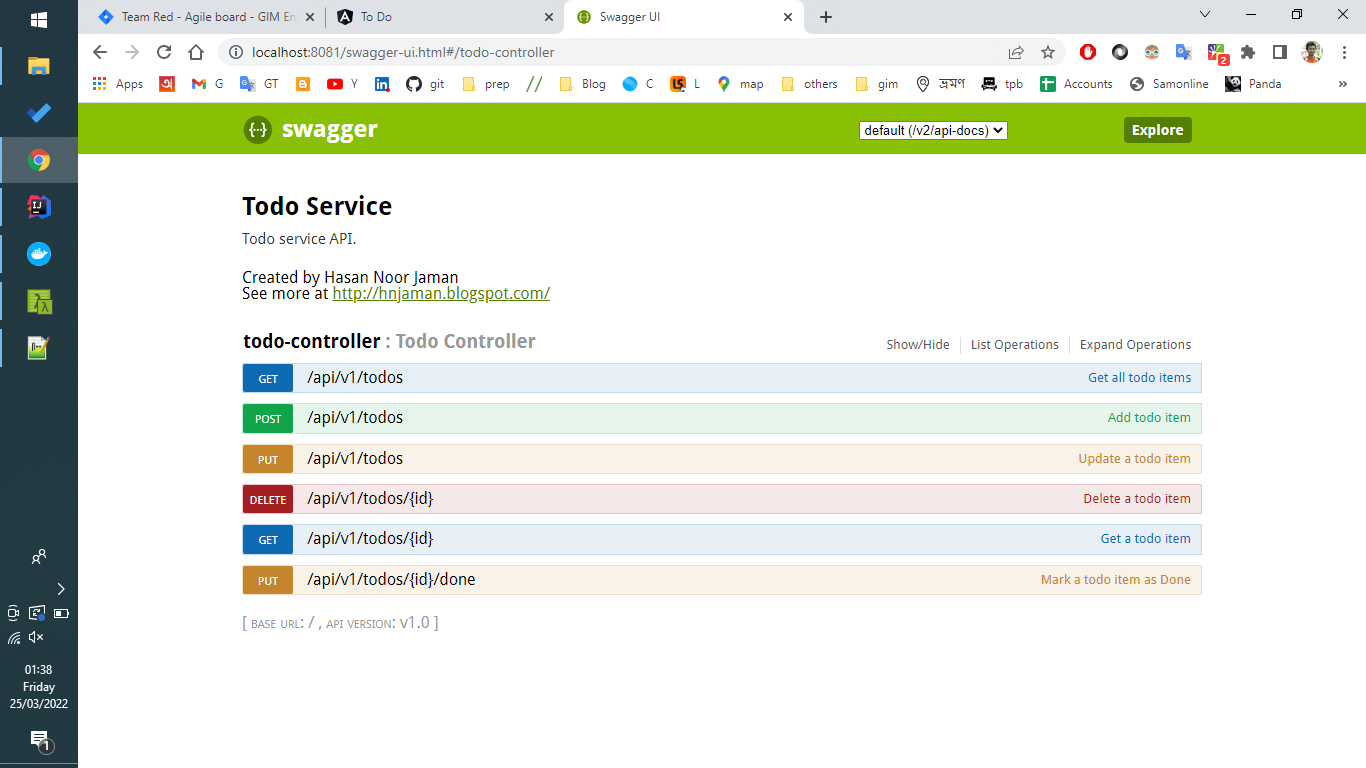 Team Red - Agile board - GIM En
To Do
Swagger UI
localhost:8081/swagger-ui.html#/todo-controller
2
Apps
G
GT
Y
git
prep
Blog
C
L
map
others
gim
ভ্রমণ
tpb
Accounts
Samonline
Panda
»
{··} swagger
default (/v2/api-docs)
Explore
Todo Service
Todo service API.
Created by Hasan Noor Jaman
See more at http://hnjaman.blogspot.com/
todo-controller : Todo Controller
Show/Hide
List Operations
Expand Operations
GET /api/v1/todos Get all todo items
POST /api/v1/todos Add todo item
PUT /api/v1/todos Update a todo item
DELETE /api/v1/todos/{id} Delete a todo item
GET /api/v1/todos/{id} Get a todo item
PUT /api/v1/todos/{id}/done Mark a todo item as Done
[ BASE URL: / , API VERSION: v1.0 ]
01:38
Friday
25/03/2022
1